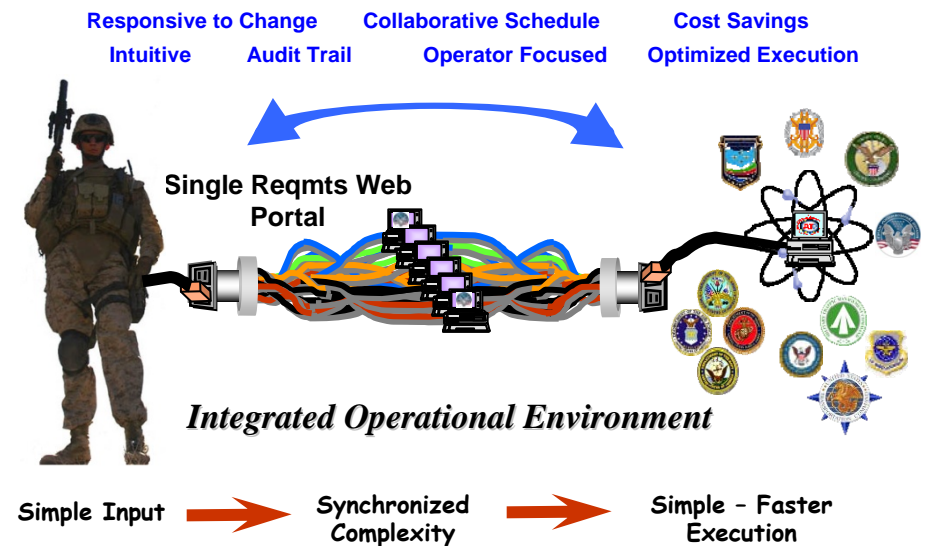 Responsive to Change Collaborative Schedule Cost Savings
Intuitive Audit Trail Operator Focused Optimized Execution
Single Reqmts Web
Portal
Integrated Operational Environment
Simple Input Synchronized Complexity Simple – Faster Execution